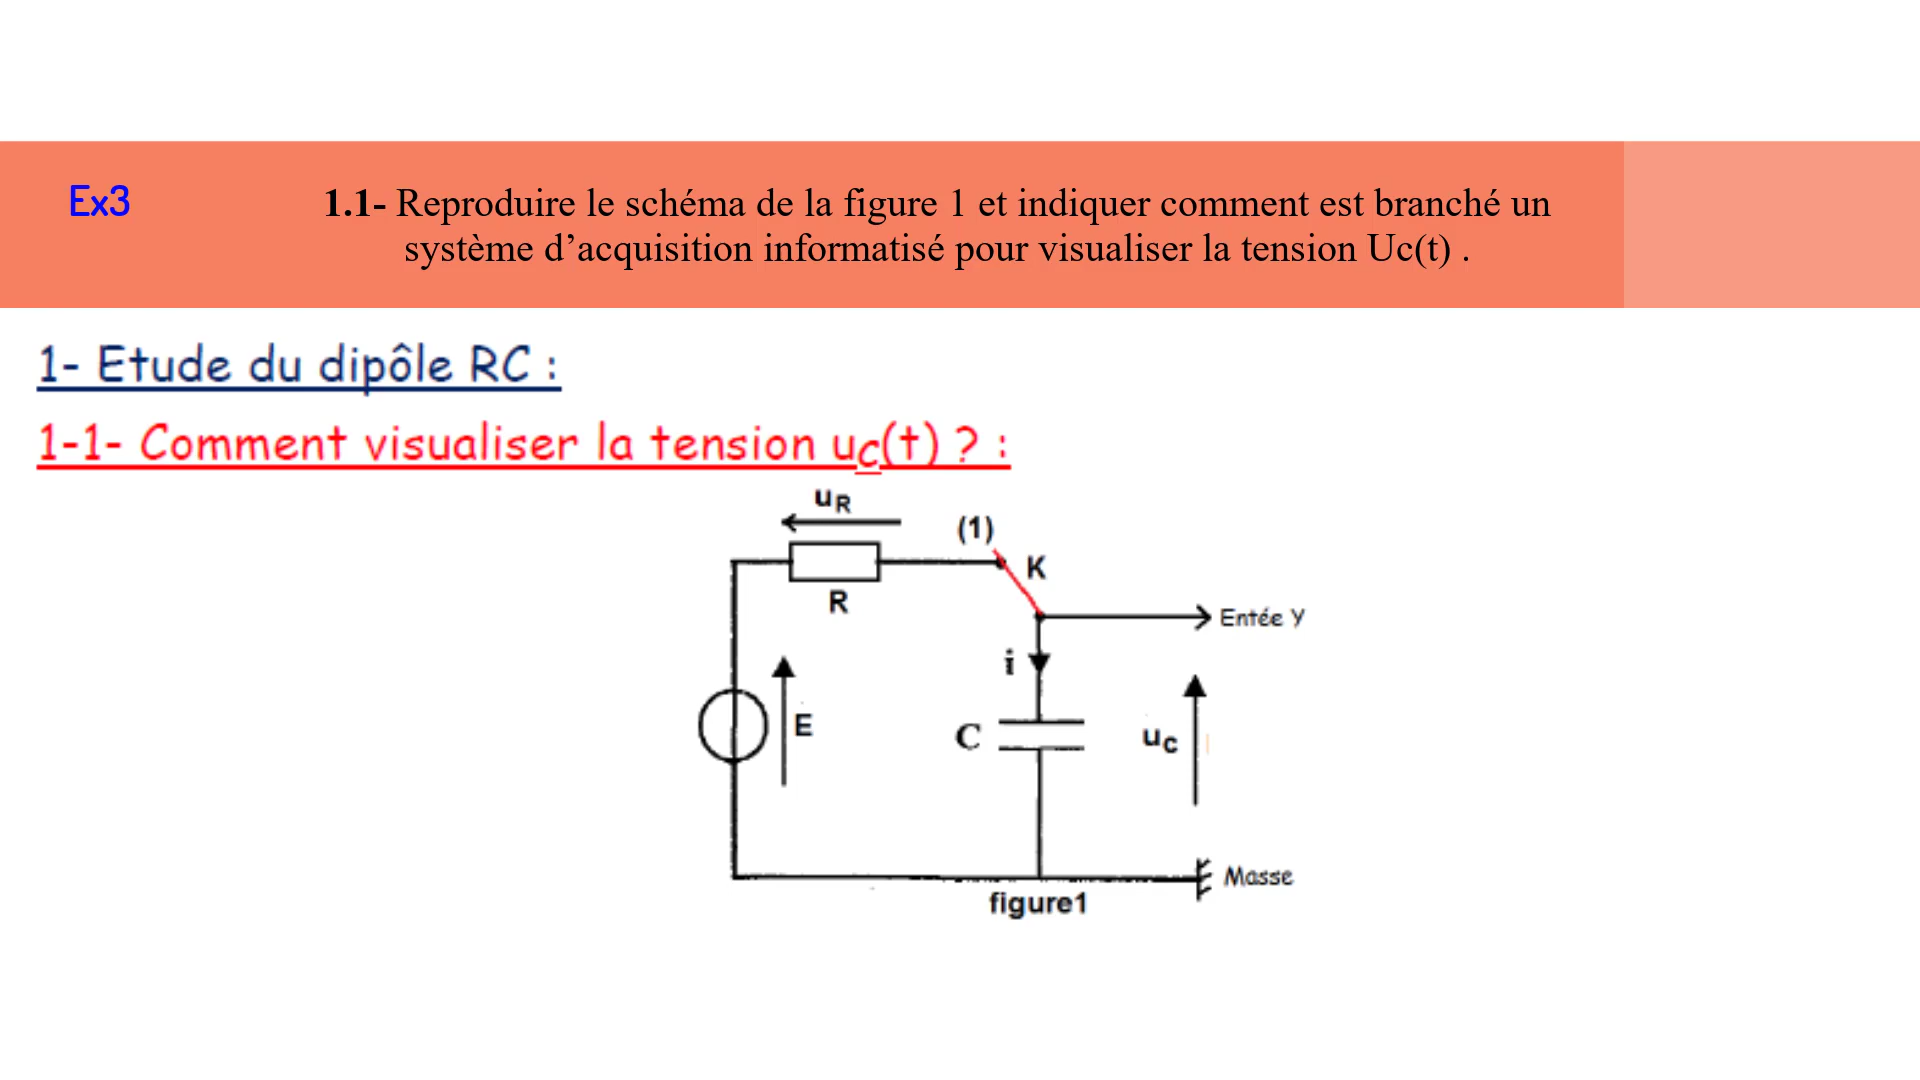 Ex3
1.1- Reproduire le schéma de la figure 1 et indiquer comment est branché un
système d’acquisition informatisé pour visualiser la tension Uc(t) .
1- Etude du dipôle RC :
1-1- Comment visualiser la tension uC(t) ? :
uR
(1)
K
R
Entée Y
i
E
C
uC
Masse
figure1